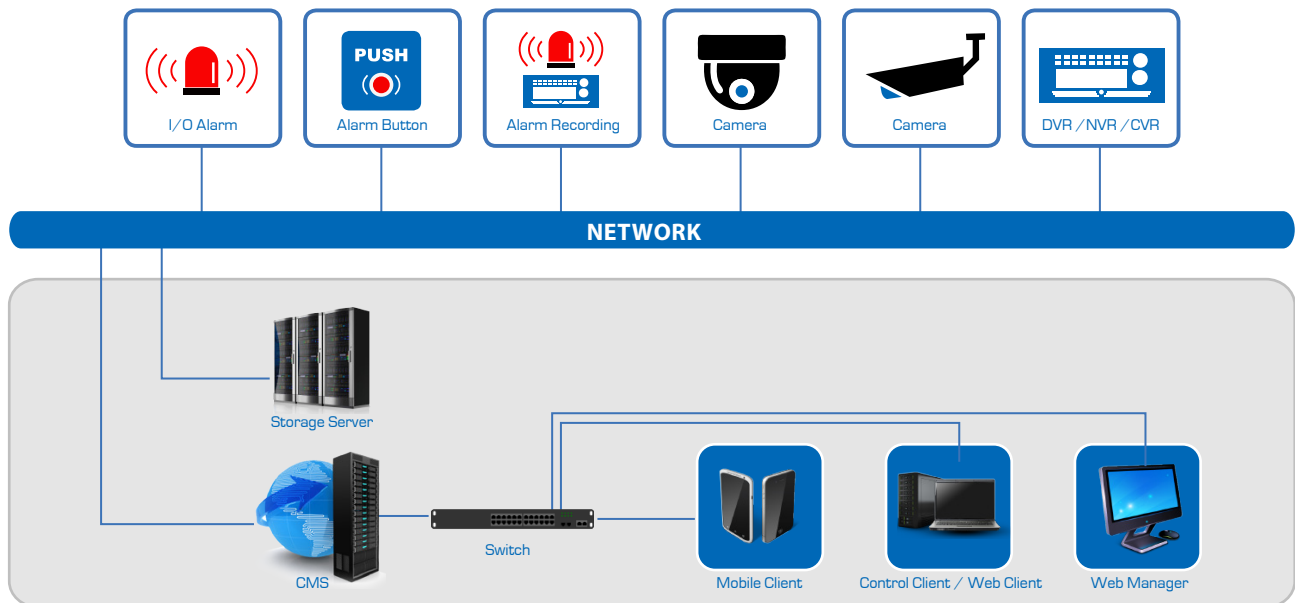 PUSH
I/O Alarm
Alarm Button
Alarm Recording
Camera
Camera
DVR / NVR / CVR
NETWORK
Storage Server
CMS
Switch
Mobile Client
Control Client / Web Client
Web Manager